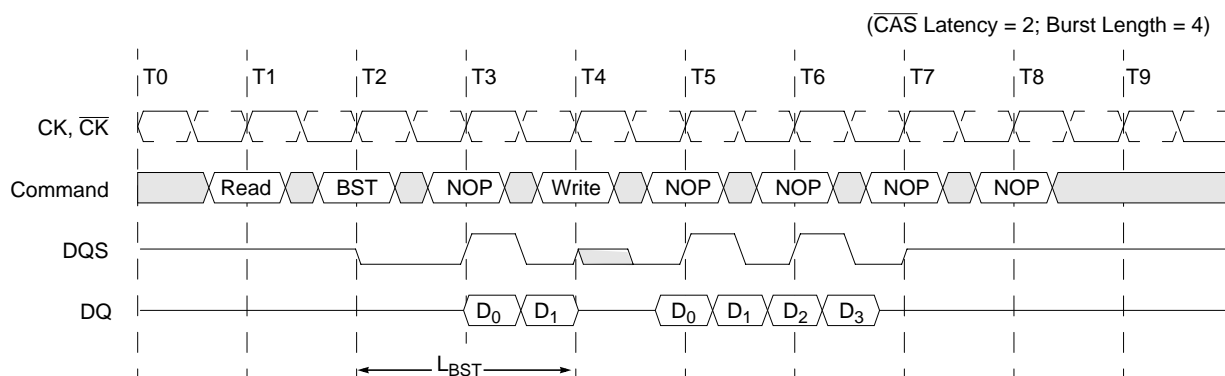 (CAS Latency = 2; Burst Length = 4)
T0 T1 T2 T3 T4 T5 T6 T7 T8 T9
CK, CK
Command Read BST NOP Write NOP NOP NOP NOP
DQS
DQ D0 D1 D0 D1 D2 D3
LBST